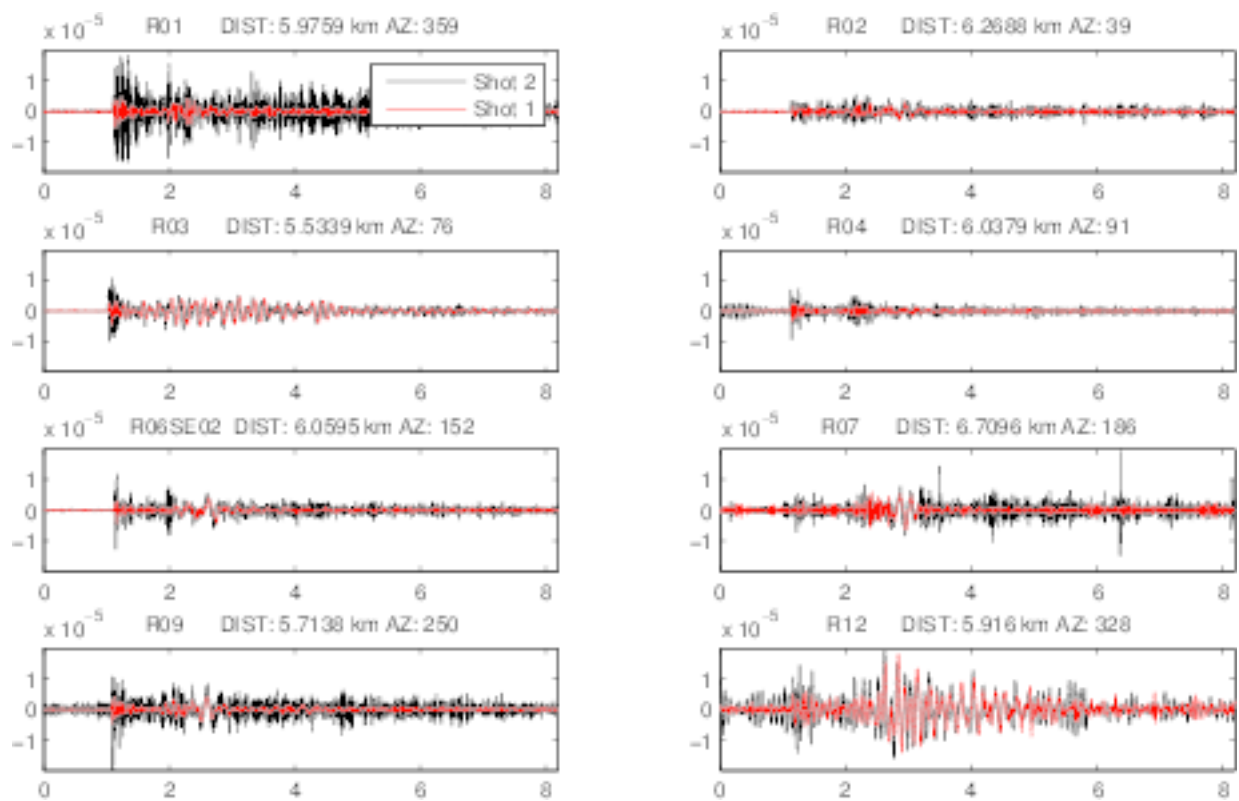 x 10⁻⁵ R01 DIST: 5.9759 km AZ: 359
1
0
−1
Shot 2
Shot 1
0 2 4 6 8
R02 DIST: 6.2688 km AZ: 39
x 10⁻⁵
1
0
−1
0 2 4 6 8
x 10⁻⁵ R03 DIST: 5.5339 km AZ: 76
1
0
−1
0 2 4 6 8
x 10⁻⁵ R04 DIST: 6.0379 km AZ: 91
1
0
−1
0 2 4 6 8
x 10⁻⁵ R06SE02 DIST: 6.0595 km AZ: 152
1
0
−1
0 2 4 6 8
x 10⁻⁵ R07 DIST: 6.7096 km AZ: 186
1
0
−1
0 2 4 6 8
x 10⁻⁵ R09 DIST: 5.7138 km AZ: 250
1
0
−1
0 2 4 6 8
x 10⁻⁵ R12 DIST: 5.916 km AZ: 328
1
0
−1
0 2 4 6 8